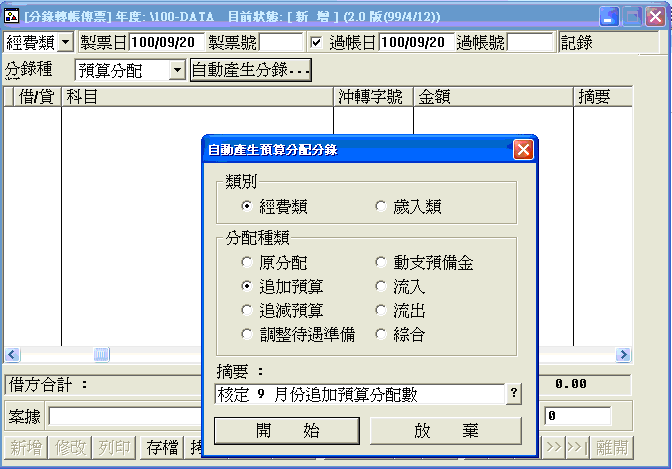 [分錄轉帳傳票] 年度: \100-DATA 目前狀態: [ 新 增 ] (2.0 版(99/4/12))
經費類 製票日 100/09/20 製票號 過帳日 100/09/20 過帳號 記錄
分錄種 預算分配 自動產生分錄...
借/貸 科目 沖轉字號 金額 摘要
自動產生預算分配分錄
類別
經費類 歲入類
分配種類
原分配 動支預備金
追加預算 流入
追減預算 流出
調整待遇準備 綜合
摘要 :
核定 9 月份追加預算分配數 ?
開 始 放 棄
借方合計 : 0.00
案據 0
新增 修改 列印 存檔 >> >>| 離開